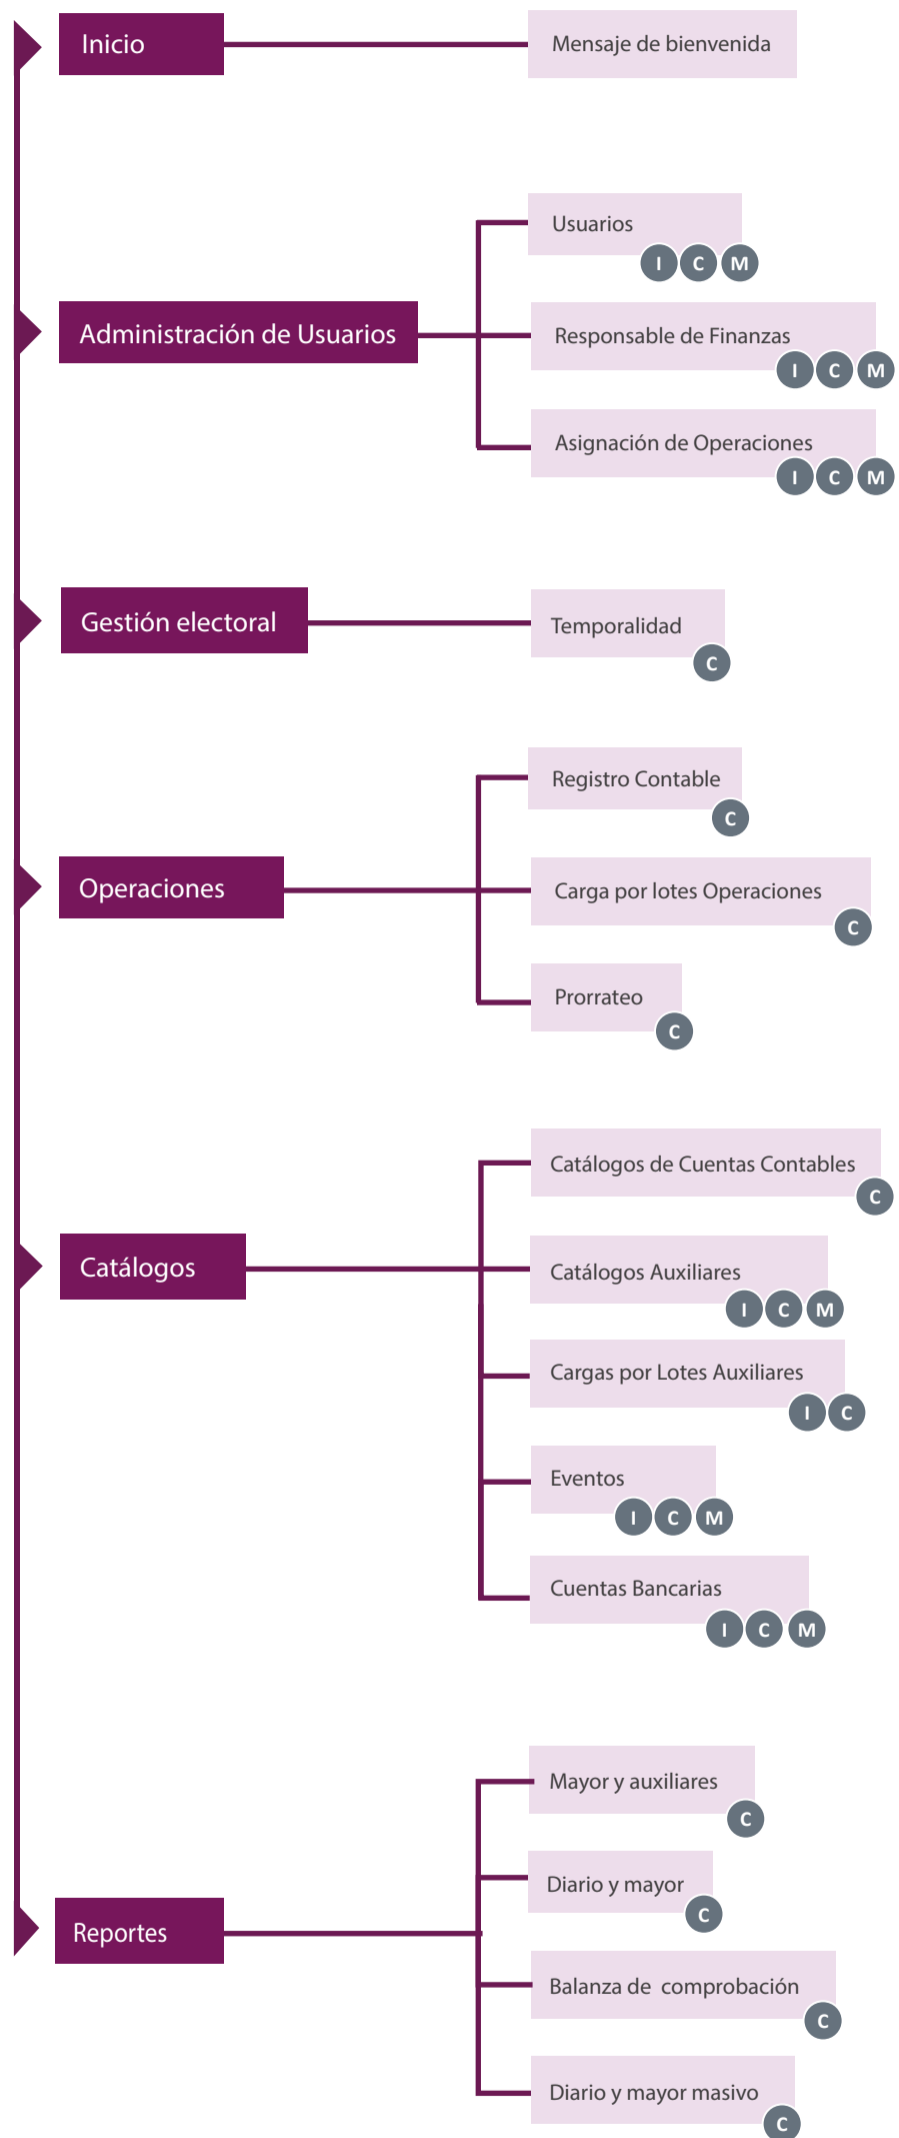 Inicio
Mensaje de bienvenida
Administración de Usuarios
Usuarios
I C M
Responsable de Finanzas
I C M
Asignación de Operaciones
I C M
Gestión electoral
Temporalidad
C
Operaciones
Registro Contable
C
Carga por lotes Operaciones
C
Prorrateo
C
Catálogos
Catálogos de Cuentas Contables
C
Catálogos Auxiliares
I C M
Cargas por Lotes Auxiliares
I C
Eventos
I C M
Cuentas Bancarias
I C M
Reportes
Mayor y auxiliares
C
Diario y mayor
C
Balanza de comprobación
C
Diario y mayor masivo
C